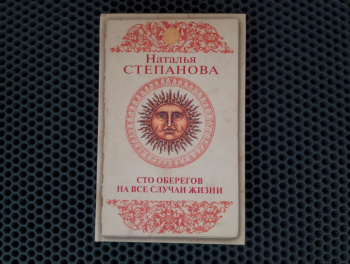 Наталья
СТЕПАНОВА
СТО ОБЕРЕГОВ
НА ВСЕ СЛУЧАИ ЖИЗНИ